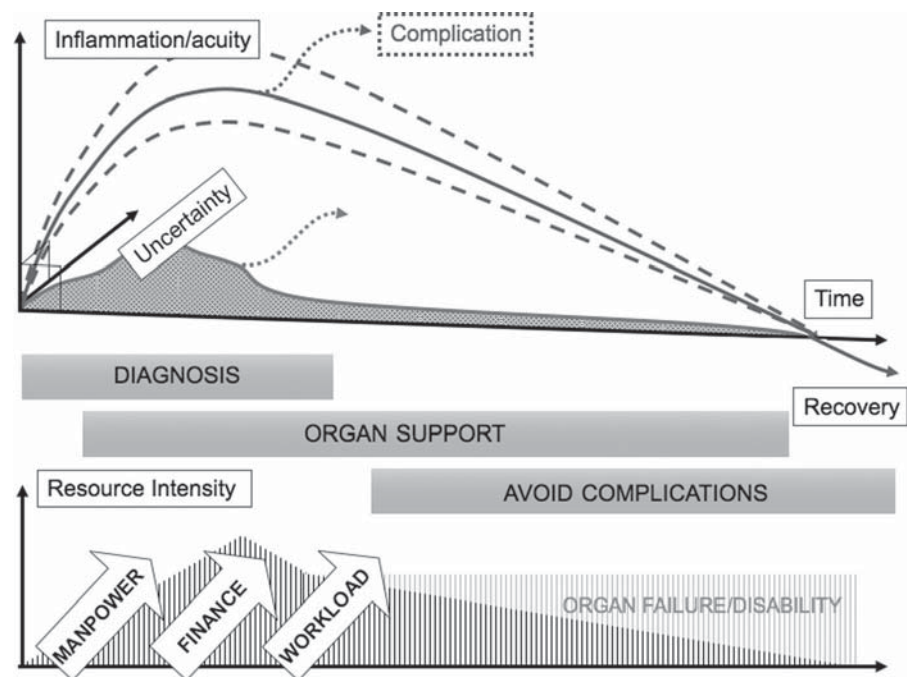 Inflammation/acuity
Complication
Uncertainty
Time
DIAGNOSIS
Recovery
ORGAN SUPPORT
Resource Intensity
AVOID COMPLICATIONS
MANPOWER
FINANCE
WORKLOAD
ORGAN FAILURE/DISABILITY